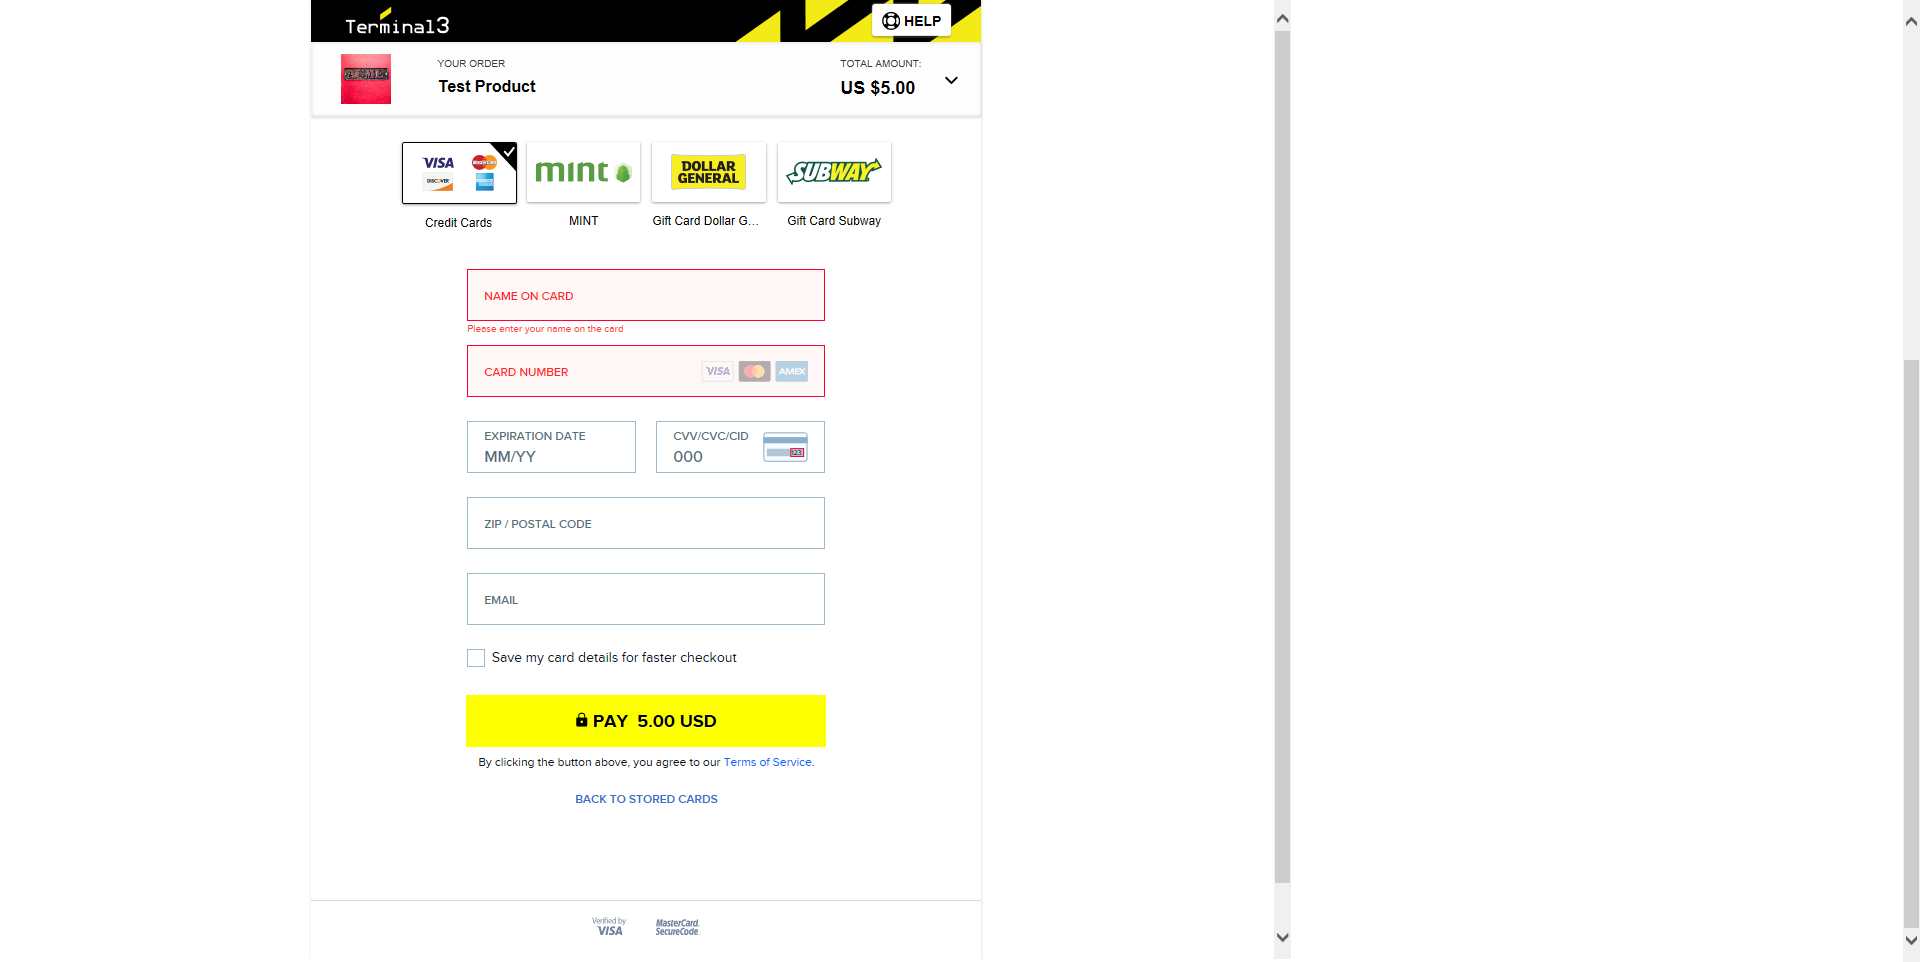 Terminal3
HELP
YOUR ORDER
Test Product
TOTAL AMOUNT:
US $5.00
VISA
MasterCard
DISCOVER
mint
DOLLAR
GENERAL
SUBWAY
Credit Cards
MINT
Gift Card Dollar G...
Gift Card Subway
NAME ON CARD
Please enter your name on the card
CARD NUMBER
VISA
AMEX
EXPIRATION DATE
MM/YY
CVV/CVC/CID
000
123
ZIP / POSTAL CODE
EMAIL
Save my card details for faster checkout
PAY 5.00 USD
By clicking the button above, you agree to our Terms of Service.
BACK TO STORED CARDS
Verified by
VISA
MasterCard.
SecureCode.